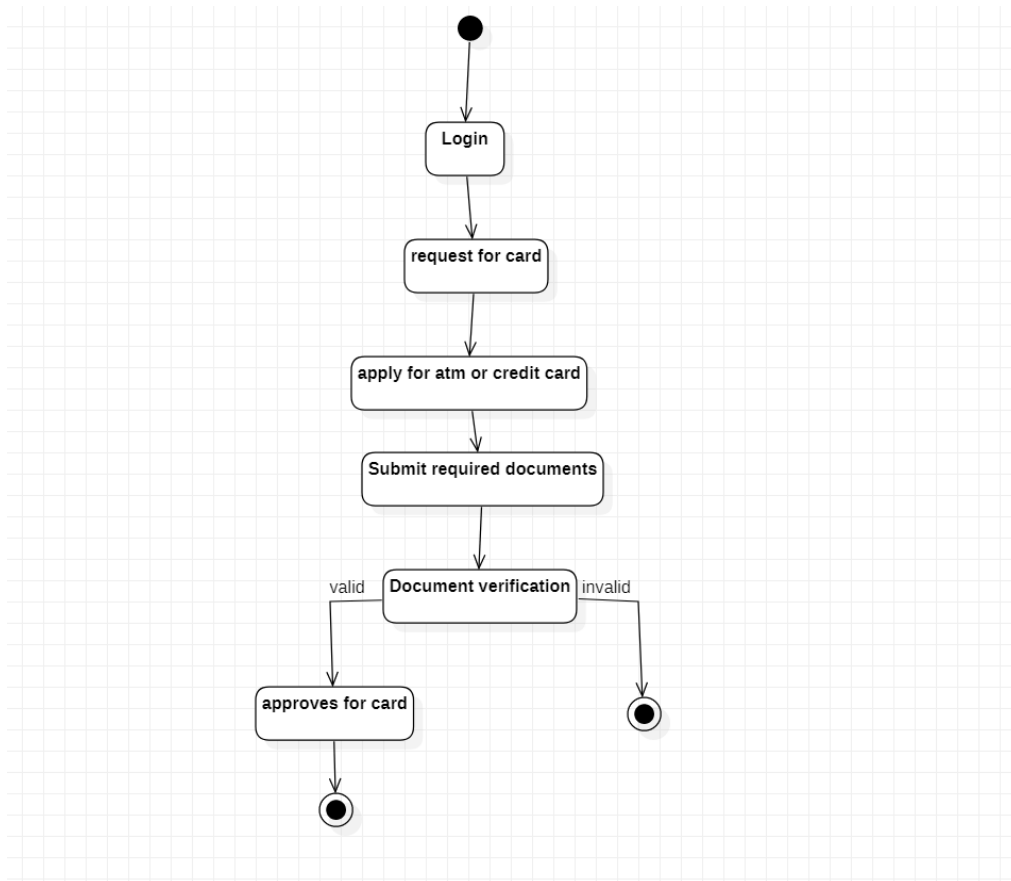 Login
request for card
apply for atm or credit card
Submit required documents
valid
Document verification
invalid
approves for card